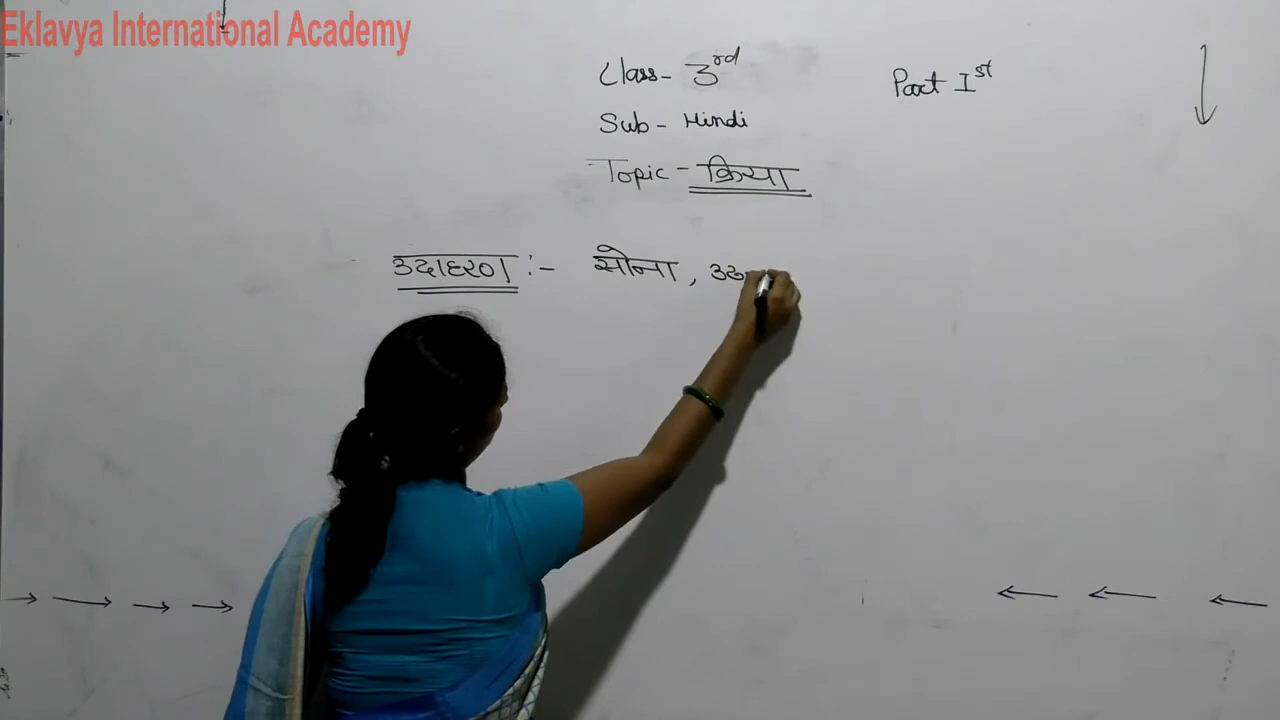 Eklavya International Academy
Class- 3rd
Part Ist
Sub - Hindi
Topic - क्रिया
उदाहरण :- सोना ,